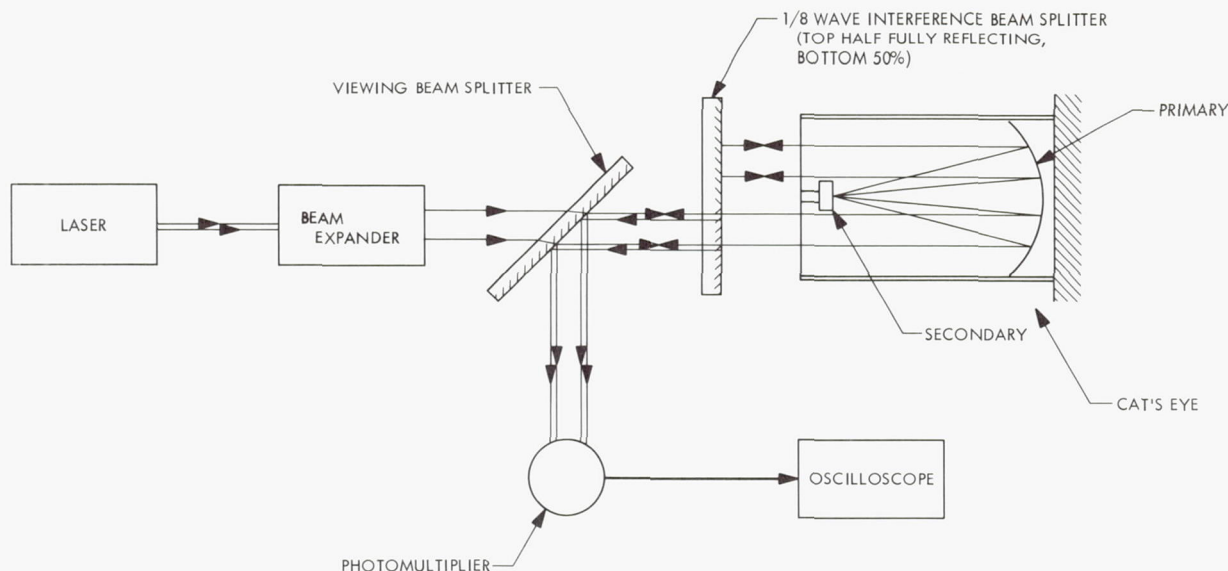 1/8 WAVE INTERFERENCE BEAM SPLITTER
(TOP HALF FULLY REFLECTING,
BOTTOM 50%)
VIEWING BEAM SPLITTER
PRIMARY
LASER
BEAM
EXPANDER
SECONDARY
CAT'S EYE
OSCILLOSCOPE
PHOTOMULTIPLIER